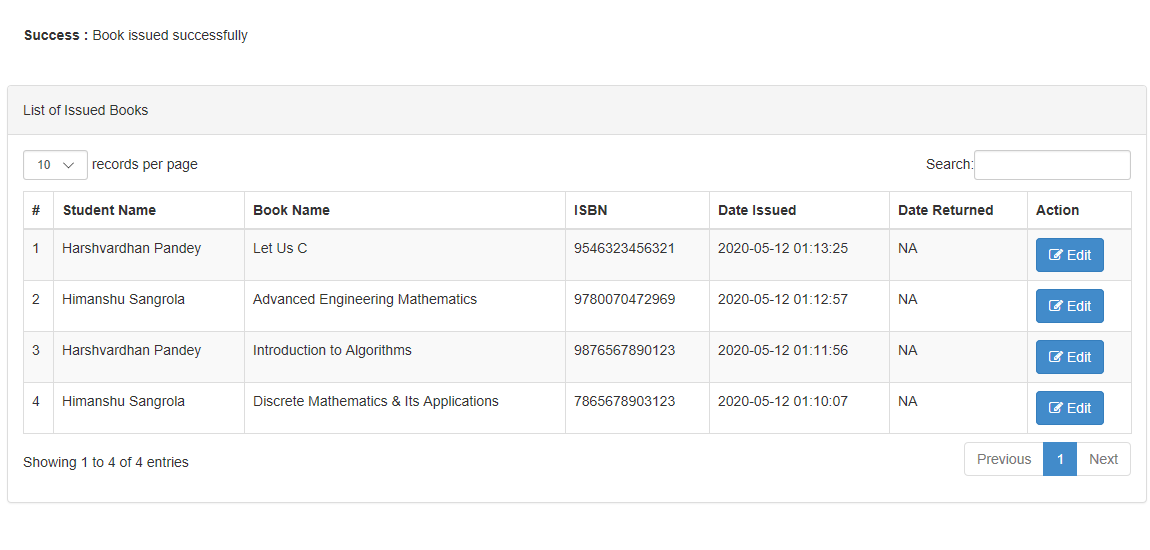 Success : Book issued successfully
List of Issued Books
10 records per page Search:
# Student Name Book Name ISBN Date Issued Date Returned Action
1 Harshvardhan Pandey Let Us C 9546323456321 2020-05-12 01:13:25 NA Edit
2 Himanshu Sangrola Advanced Engineering Mathematics 9780070472969 2020-05-12 01:12:57 NA Edit
3 Harshvardhan Pandey Introduction to Algorithms 9876567890123 2020-05-12 01:11:56 NA Edit
4 Himanshu Sangrola Discrete Mathematics & Its Applications 7865678903123 2020-05-12 01:10:07 NA Edit
Showing 1 to 4 of 4 entries Previous 1 Next